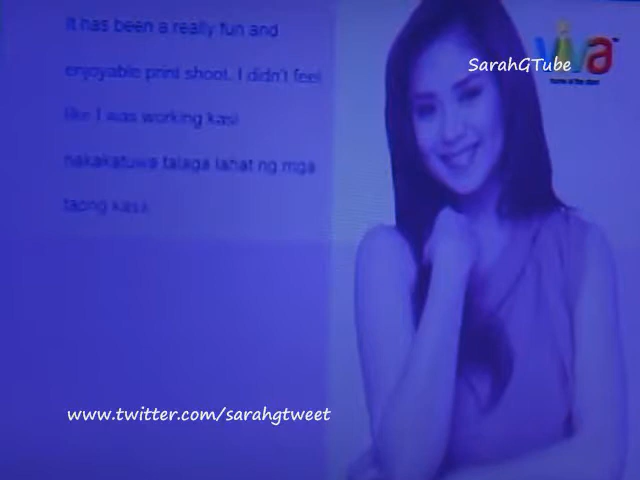 It has been a really fun and
enjoyable print shoot. I didn't feel
like I was working kasi
nakakatuwa talaga lahat ng mga
taong kasa
SarahGTube
viva
www.twitter.com/sarahgtweet